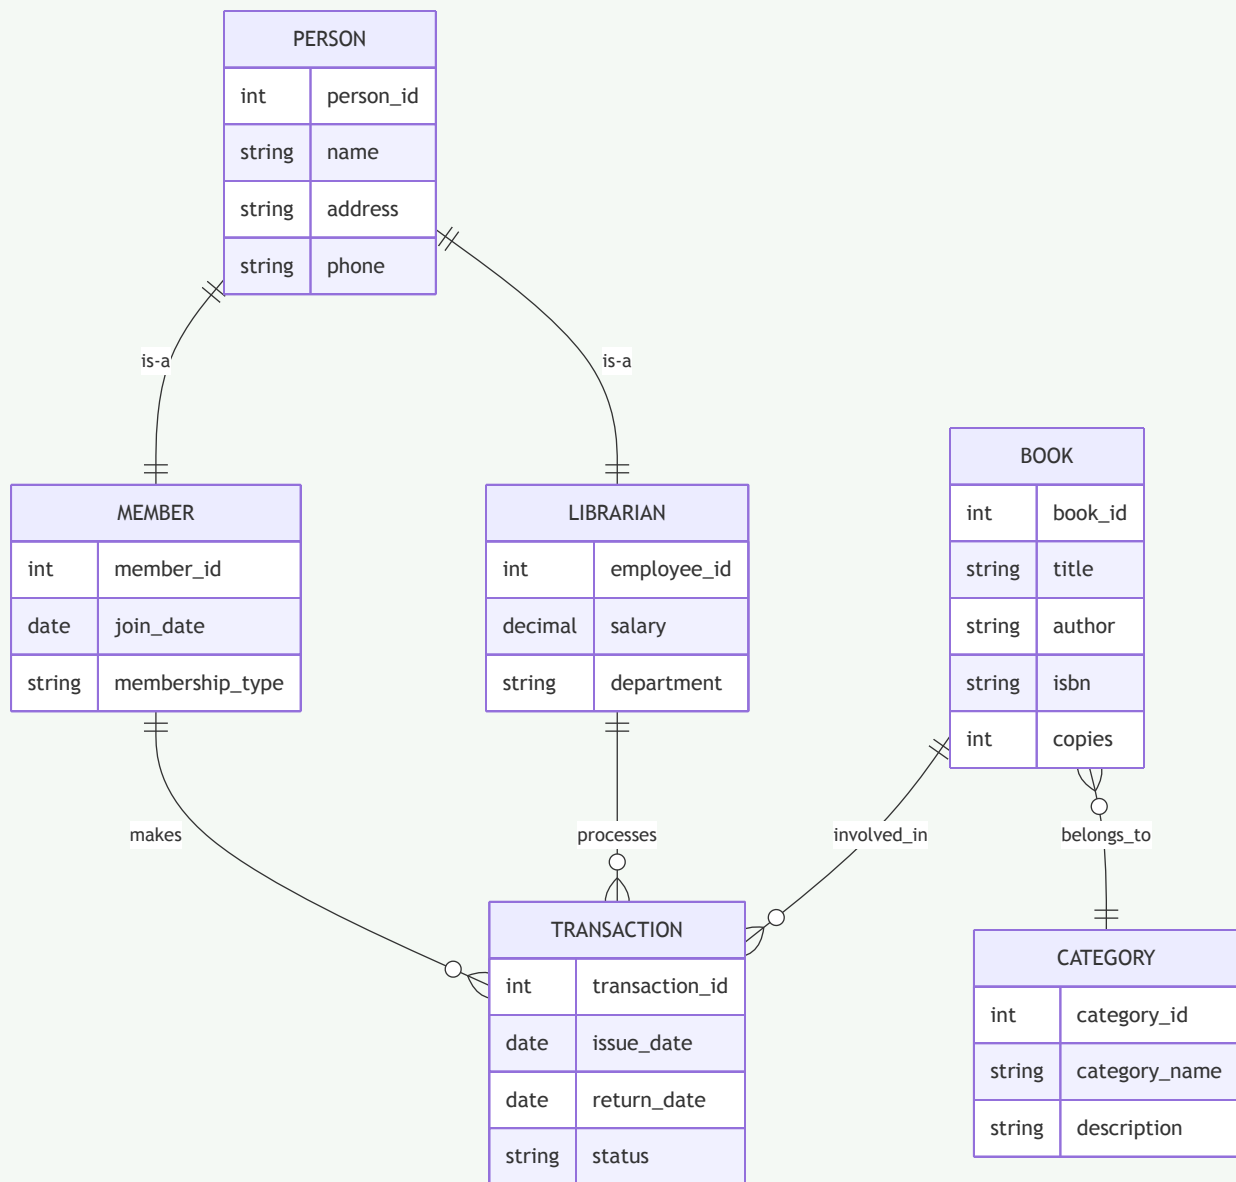 PERSON
int person_id
string name
string address
string phone
is-a
is-a
MEMBER
int member_id
date join_date
string membership_type
LIBRARIAN
int employee_id
decimal salary
string department
BOOK
int book_id
string title
string author
string isbn
int copies
makes
processes
involved_in
belongs_to
TRANSACTION
int transaction_id
date issue_date
date return_date
string status
CATEGORY
int category_id
string category_name
string description